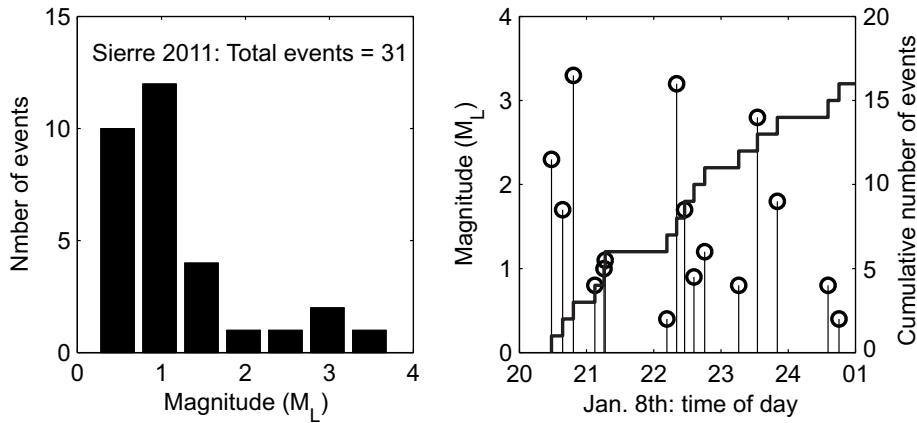 Sierre 2011: Total events = 31
15
10
5
0
Nmber of events
0 1 2 3 4
Magnitude (M_L)
4
3
2
1
0
Magnitude (M_L)
20
15
10
5
0
Cumulative number of events
20 21 22 23 24 01
Jan. 8th: time of day